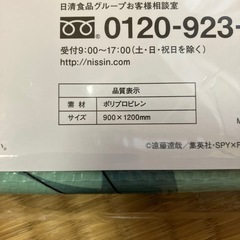 日清食品グループお客様相談室
0120-923-
受付9:00〜17:00(土・日・祝日を除く)
http://nissin.com
品質表示
素材 ポリプロピレン
サイズ 900×1200mm
M
い。
©遠藤達哉/集英社・SPY×F